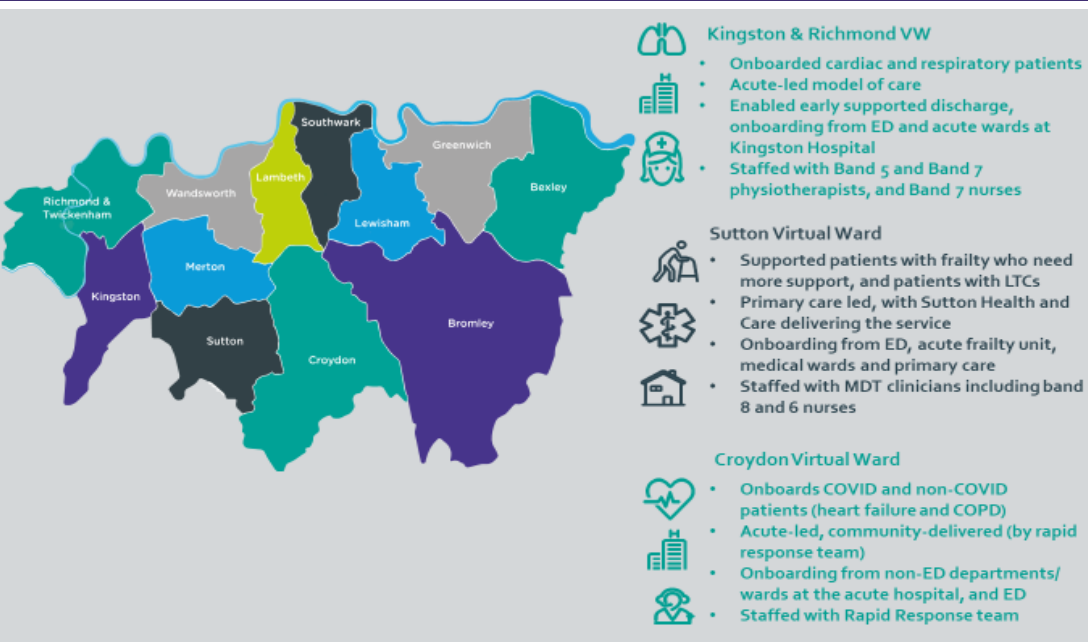 Southwark
Greenwich
Lambeth
Wandsworth
Bexley
Richmond &
Twickenham
Lewisham
Merton
Kingston
Bromley
Sutton
Croydon
Kingston & Richmond VW
• Onboarded cardiac and respiratory patients
• Acute-led model of care
• Enabled early supported discharge,
onboarding from ED and acute wards at
Kingston Hospital
• Staffed with Band 5 and Band 7
physiotherapists, and Band 7 nurses
Sutton Virtual Ward
• Supported patients with frailty who need
more support, and patients with LTCs
• Primary care led, with Sutton Health and
Care delivering the service
• Onboarding from ED, acute frailty unit,
medical wards and primary care
• Staffed with MDT clinicians including band
8 and 6 nurses
Croydon Virtual Ward
• Onboards COVID and non-COVID
patients (heart failure and COPD)
• Acute-led, community-delivered (by rapid
response team)
• Onboarding from non-ED departments/
wards at the acute hospital, and ED
• Staffed with Rapid Response team